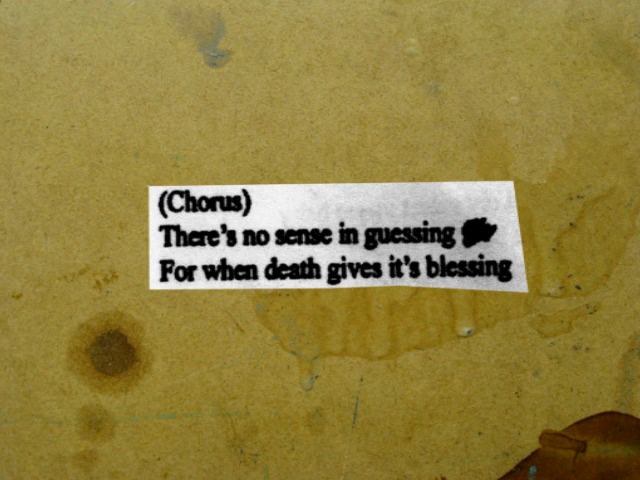 (Chorus)
There's no sense in guessing
For when death gives it's blessing